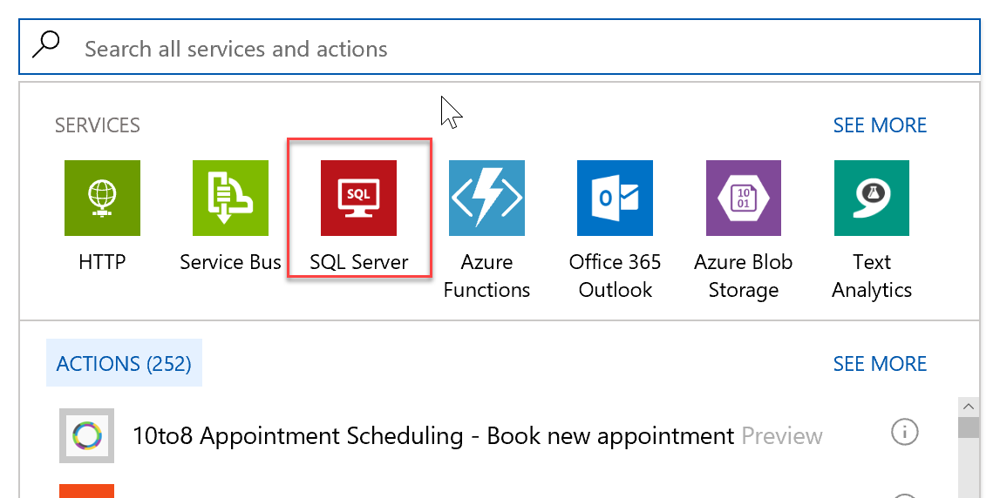 Search all services and actions
SERVICES
SEE MORE
SQL
10
01
HTTP
Service Bus
SQL Server
Azure
Functions
Office 365
Outlook
Azure Blob
Storage
Text
Analytics
ACTIONS (252)
SEE MORE
10to8 Appointment Scheduling - Book new appointment Preview